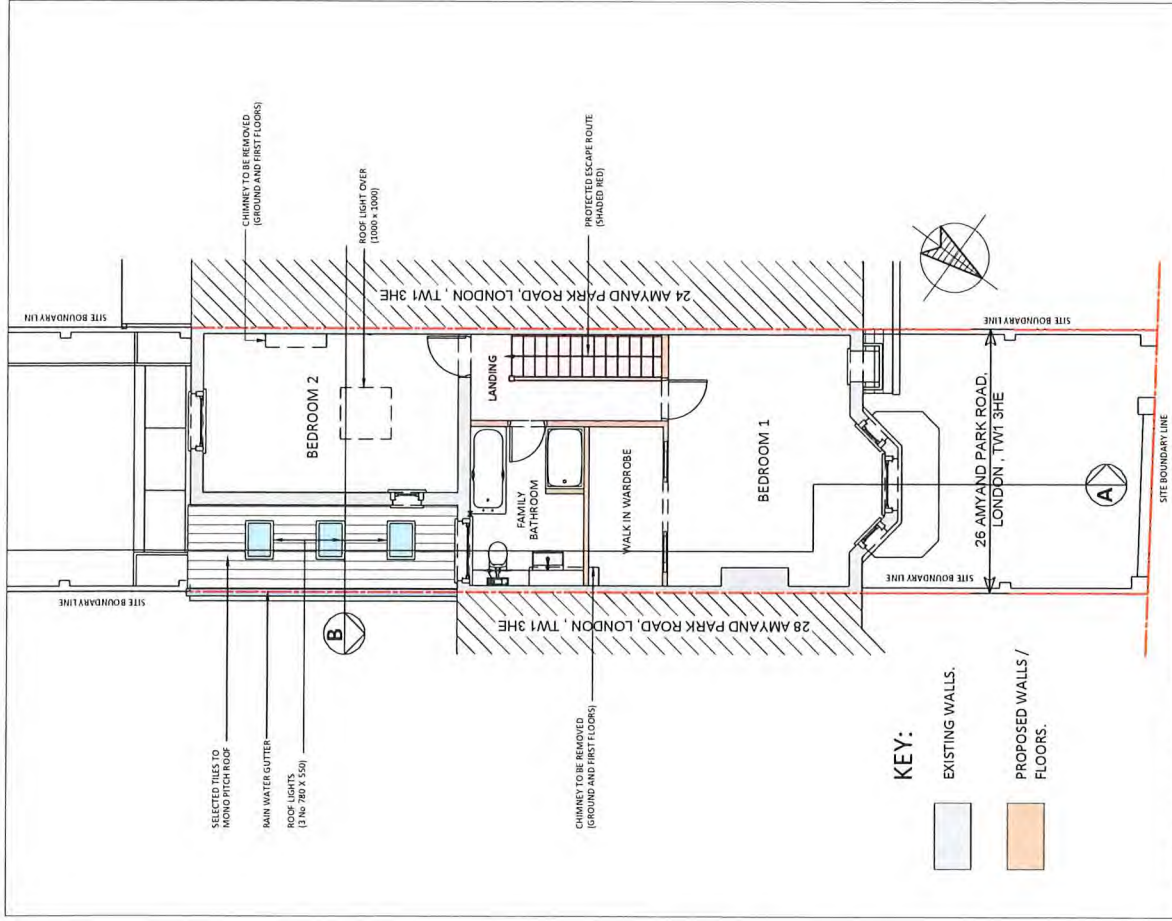 CHIMNEY TO BE REMOVED
(GROUND AND FIRST FLOORS)
ROOF LIGHT OVER
(1000 x 1000)
PROTECTED ESCAPE ROUTE
(SHADED RED)
SITE BOUNDARY LIN
24 AMYAND PARK ROAD, LONDON , TW1 3HE
SITE BOUNDARY LINE
BEDROOM 2
LANDING
FAMILY
BATHROOM
WALK IN WARDROBE
BEDROOM 1
26 AMYAND PARK ROAD,
LONDON , TW1 3HE
A
SITE BOUNDARY LINE
SITE BOUNDARY LINE
SITE BOUNDARY LINE
B
28 AMYAND PARK ROAD, LONDON , TW1 3HE
SELECTED TILES TO
MONO PITCH ROOF
RAIN WATER GUTTER
ROOF LIGHTS
(3 No 780 X 550)
CHIMNEY TO BE REMOVED
(GROUND AND FIRST FLOORS)
KEY:
EXISTING WALLS.
PROPOSED WALLS /
FLOORS.